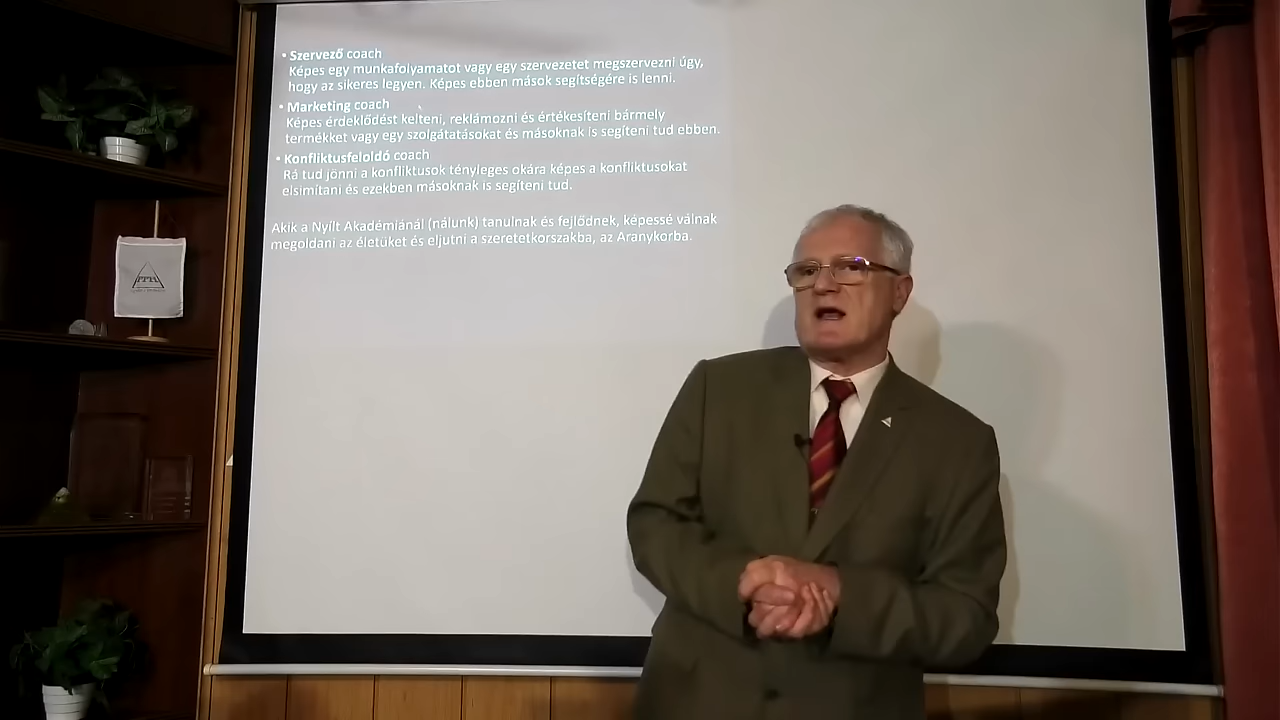 • Szervező coach
Képes egy munkafolyamatot vagy egy szervezetet megszervezni úgy,
hogy az sikeres legyen. Képes ebben mások segítségére is lenni.
• Marketing coach
Képes érdeklődést kelteni, reklámozni és értékesíteni bármely
termékket vagy egy szolgátatásokat és másoknak is segíteni tud ebben.
• Konfliktusfeloldó coach
Rá tud jönni a konfliktusok tényleges okára képes a konfliktusokat
elsimítani és ezekben másoknak is segíteni tud.
Akik a Nyílt Akadémiánál (nálunk) tanulnak és fejlődnek, képessé válnak
megoldani az életüket és eljutni a szeretetkorszakba, az Aranykorba.